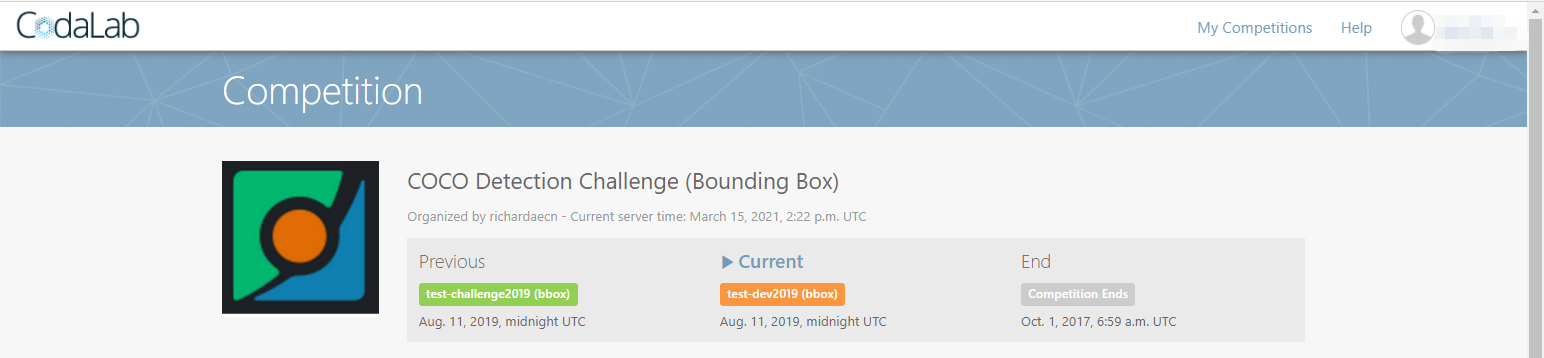 CodaLab
My Competitions Help
Competition
COCO Detection Challenge (Bounding Box)
Organized by richardaecn - Current server time: March 15, 2021, 2:22 p.m. UTC
Previous ▶ Current End
test-challenge2019 (bbox) test-dev2019 (bbox) Competition Ends
Aug. 11, 2019, midnight UTC Aug. 11, 2019, midnight UTC Oct. 1, 2017, 6:59 a.m. UTC